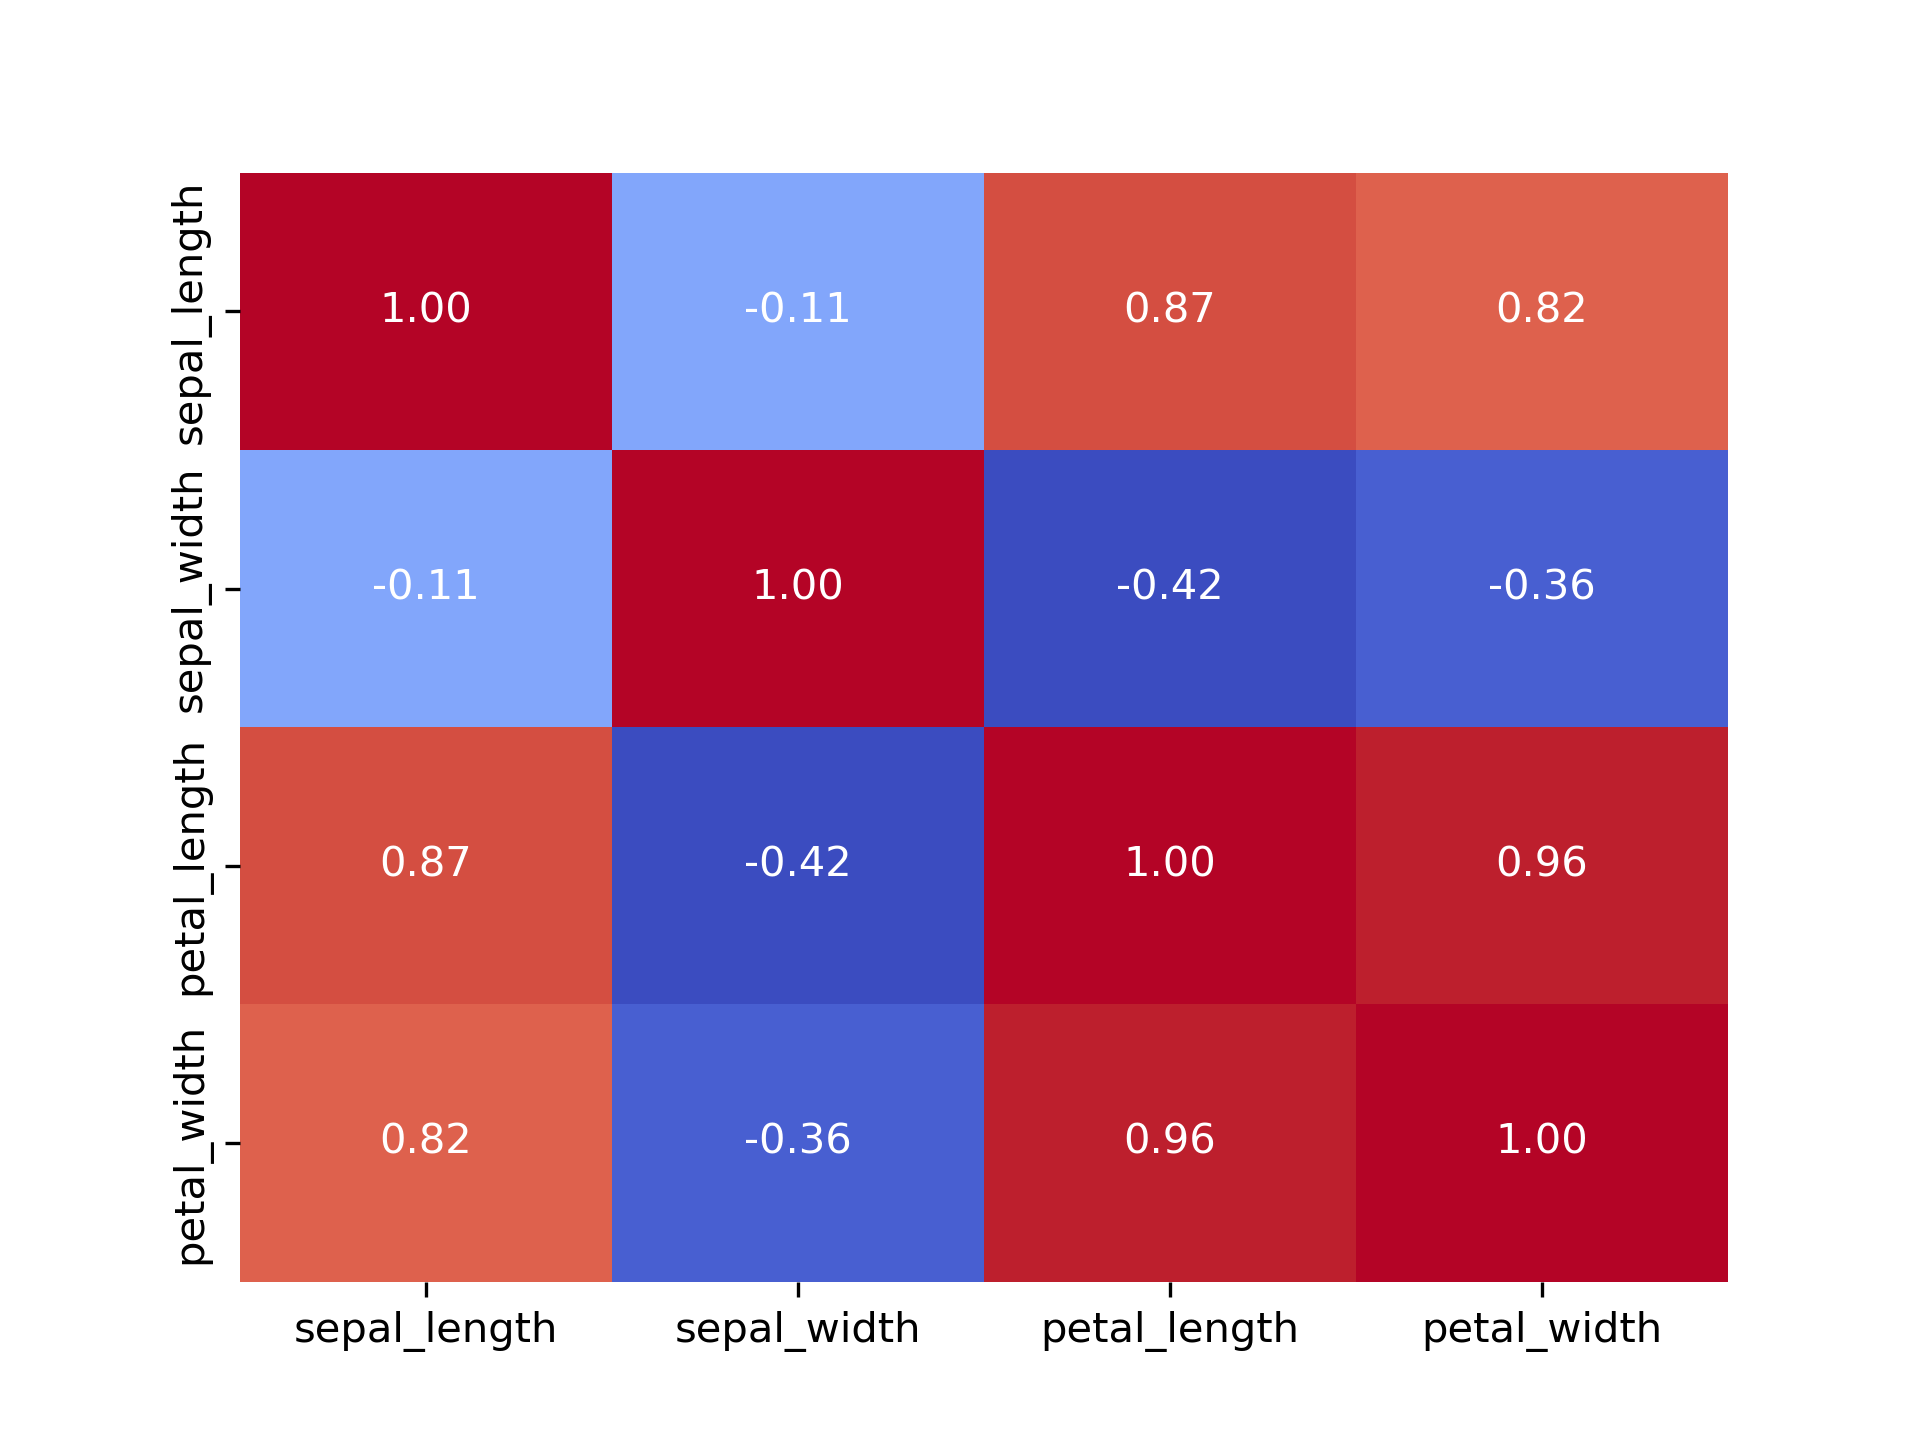 sepal_length 1.00 -0.11 0.87 0.82
sepal_width -0.11 1.00 -0.42 -0.36
petal_length 0.87 -0.42 1.00 0.96
petal_width 0.82 -0.36 0.96 1.00
sepal_length sepal_width petal_length petal_width